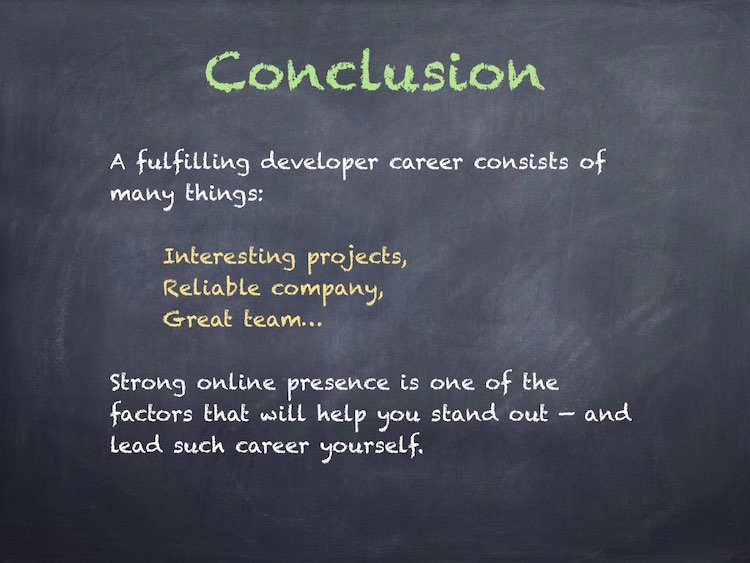 Conclusion
A fulfilling developer career consists of
many things:
Interesting projects,
Reliable company,
Great team...
Strong online presence is one of the
factors that will help you stand out – and
lead such career yourself.